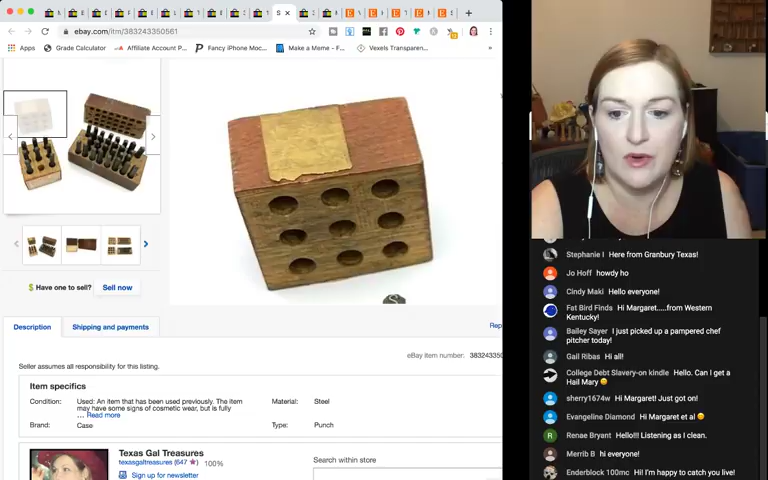 ebay.com/itm/383243350561
Apps
Grade Calculator
Affiliate Account P...
Fancy iPhone Moc...
Make a Meme - F...
Vexels Transparen...
»
Have one to sell? Sell now
Description
Shipping and payments
Rep
eBay item number: 383243350
Seller assumes all responsibility for this listing.
Item specifics
Condition: Used: An item that has been used previously. The item
may have some signs of cosmetic wear, but is fully
... Read more
Material: Steel
Brand: Case
Type: Punch
Texas Gal Treasures
texasgaltreasures (647 ) 100%
Sign up for newsletter
Search within store
Stephanie I Here from Granbury Texas!
Jo Hoff howdy ho
Cindy Maki Hello everyone!
Fat Bird Finds Hi Margaret.....from Western
Kentucky!
Bailey Sayer I just picked up a pampered chef
pitcher today!
Gail Ribas Hi all!
College Debt Slavery-on kindle Hello. Can I get a
Hail Mary
sherry1674w Hi Margaret! Just got on!
Evangeline Diamond Hi Margaret et al
R Renae Bryant Hello!!! Listening as I clean.
Merrib B hi everyone!
Enderblock 100mc Hi! I'm happy to catch you live!